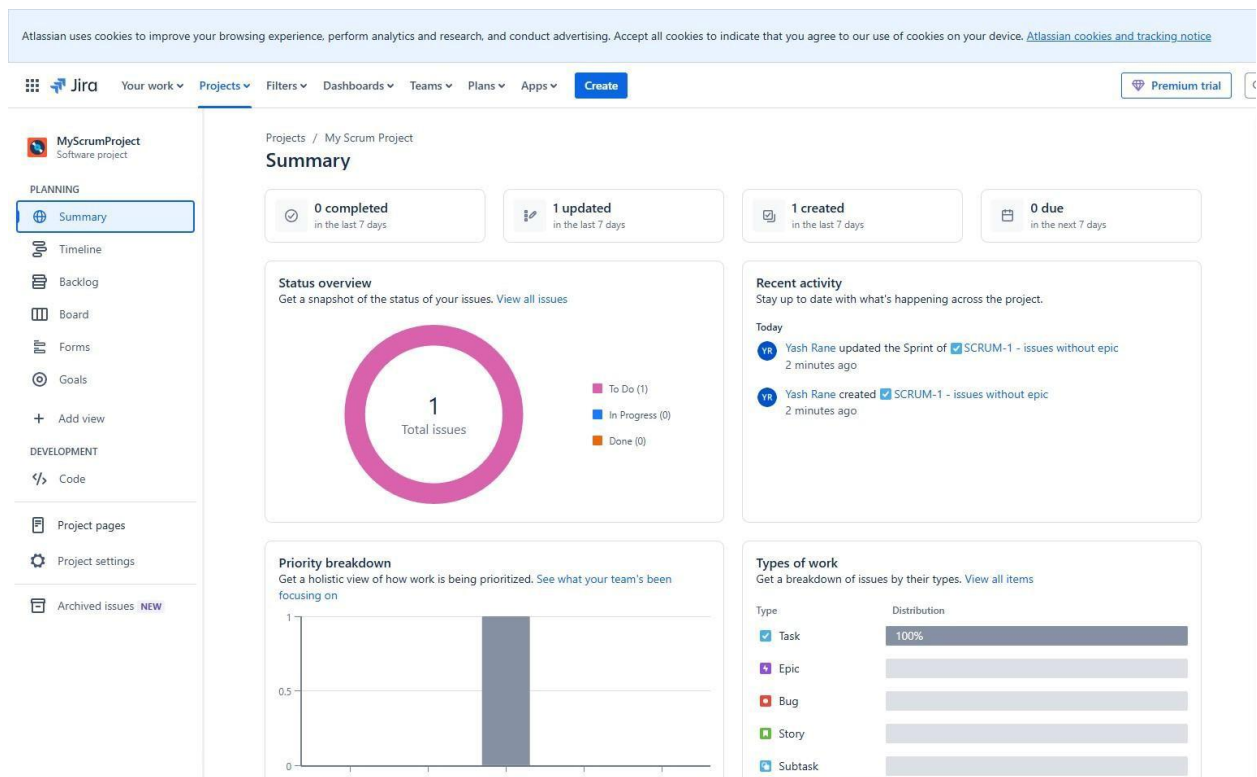 Atlassian uses cookies to improve your browsing experience, perform analytics and research, and conduct advertising. Accept all cookies to indicate that you agree to our use of cookies on your device. Atlassian cookies and tracking notice
Jira Your work Projects Filters Dashboards Teams Plans Apps Create Premium trial
MyScrumProject
Software project
PLANNING
Summary
Timeline
Backlog
Board
Forms
Goals
Add view
DEVELOPMENT
Code
Project pages
Project settings
Archived issues NEW
Projects / My Scrum Project
Summary
0 completed
in the last 7 days
1 updated
in the last 7 days
1 created
in the last 7 days
0 due
in the next 7 days
Status overview
Get a snapshot of the status of your issues. View all issues
1
Total issues
To Do (1)
In Progress (0)
Done (0)
Recent activity
Stay up to date with what's happening across the project.
Today
YR Yash Rane updated the Sprint of SCRUM-1 - issues without epic
2 minutes ago
YR Yash Rane created SCRUM-1 - issues without epic
2 minutes ago
Priority breakdown
Get a holistic view of how work is being prioritized. See what your team's been
focusing on
1
0.5
0
Types of work
Get a breakdown of issues by their types. View all items
Type Distribution
Task 100%
Epic
Bug
Story
Subtask